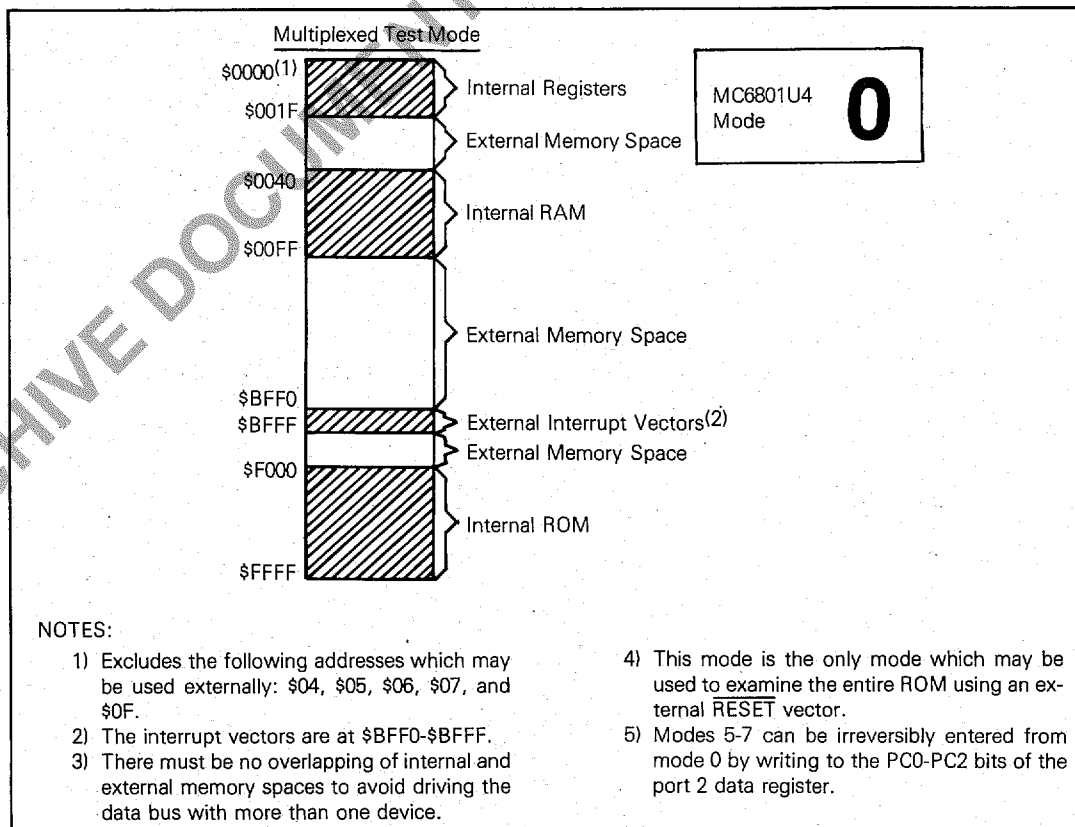 Multiplexed Test Mode
$0000(1)
Internal Registers
$001F
External Memory Space
$0040
Internal RAM
$00FF
External Memory Space
$BFF0
$BFFF
External Interrupt Vectors(2)
External Memory Space
$F000
Internal ROM
$FFFF
MC6801U4
Mode
0
CHIVE DOCUMENT
NOTES:
1) Excludes the following addresses which may
be used externally: $04, $05, $06, $07, and
$0F.
2) The interrupt vectors are at $BFF0-$BFFF.
3) There must be no overlapping of internal and
external memory spaces to avoid driving the
data bus with more than one device.
4) This mode is the only mode which may be
used to examine the entire ROM using an ex-
ternal RESET vector.
5) Modes 5-7 can be irreversibly entered from
mode 0 by writing to the PC0-PC2 bits of the
port 2 data register.